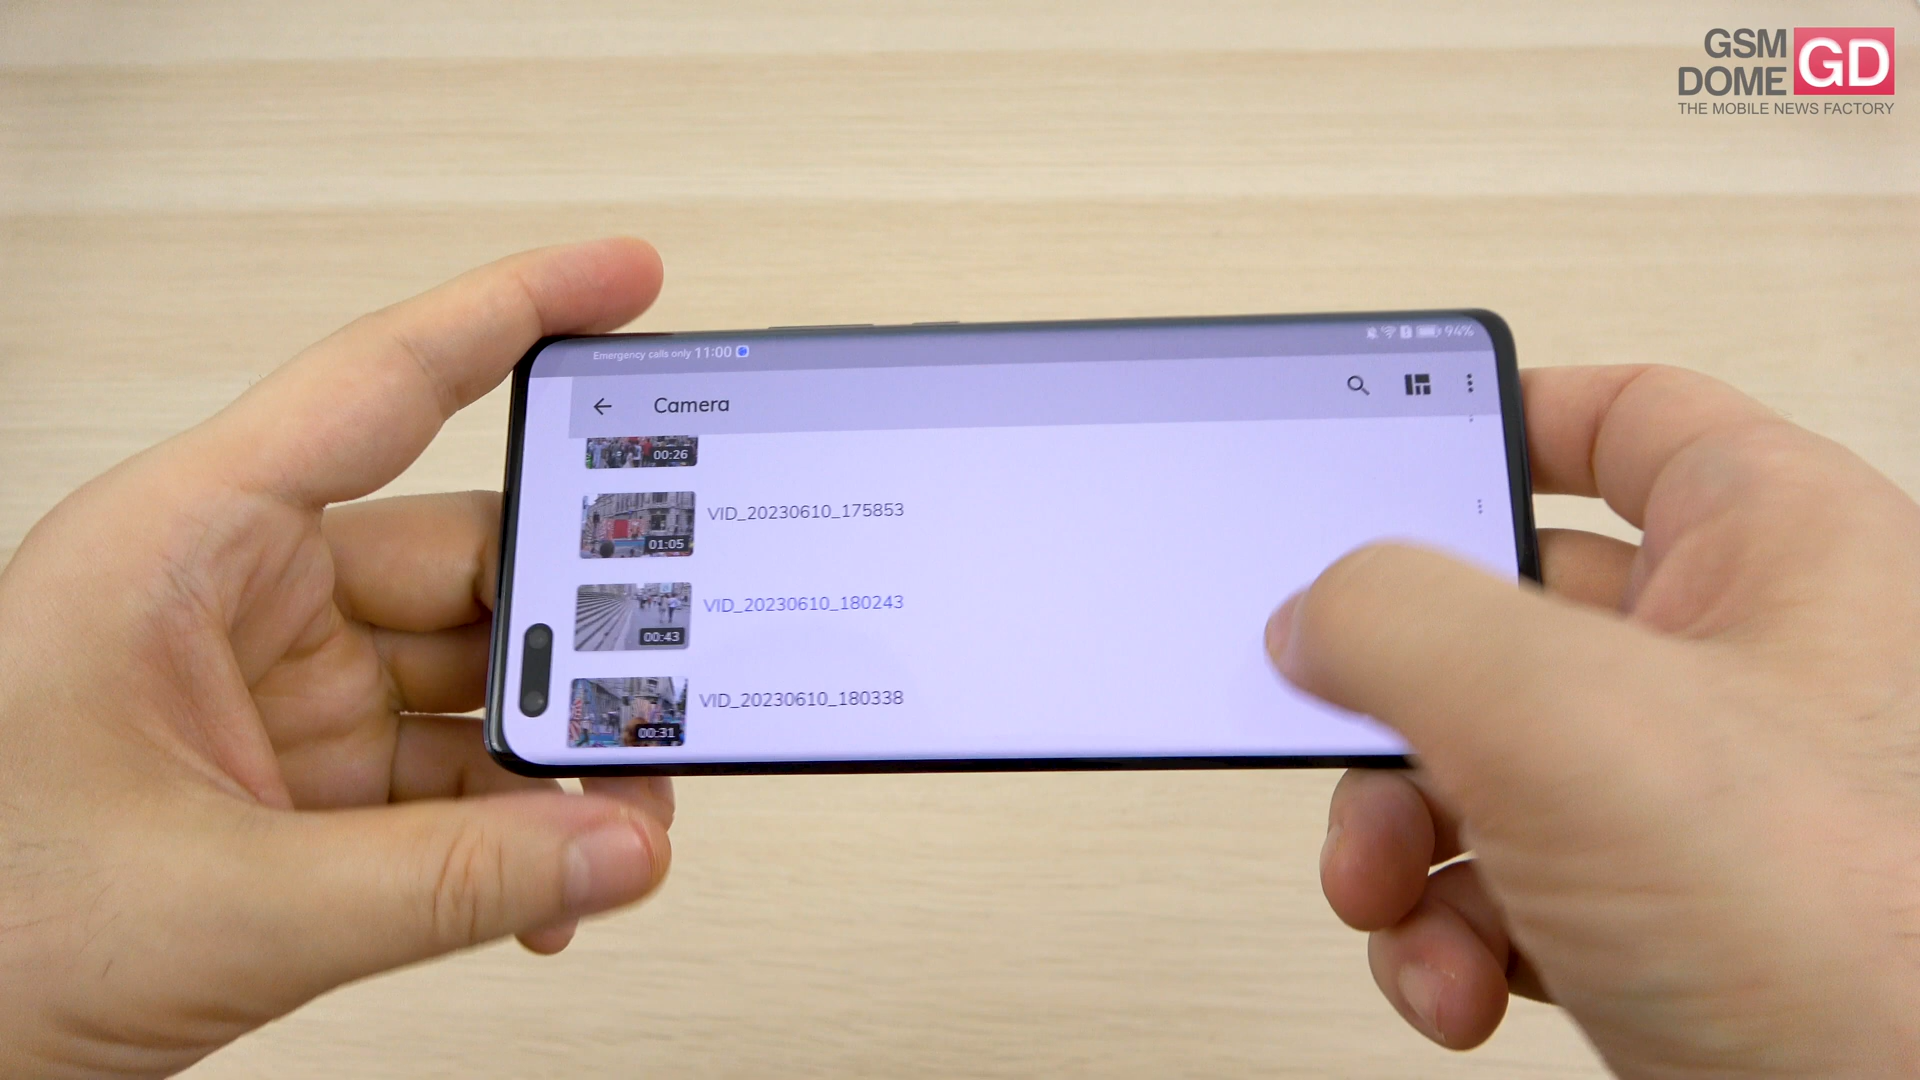 GSM
DOME
GD
THE MOBILE NEWS FACTORY
Emergency calls only 11:00
94%
Camera
00:26
VID_20230610_175853
01:05
VID_20230610_180243
00:43
VID_20230610_180338
00:31